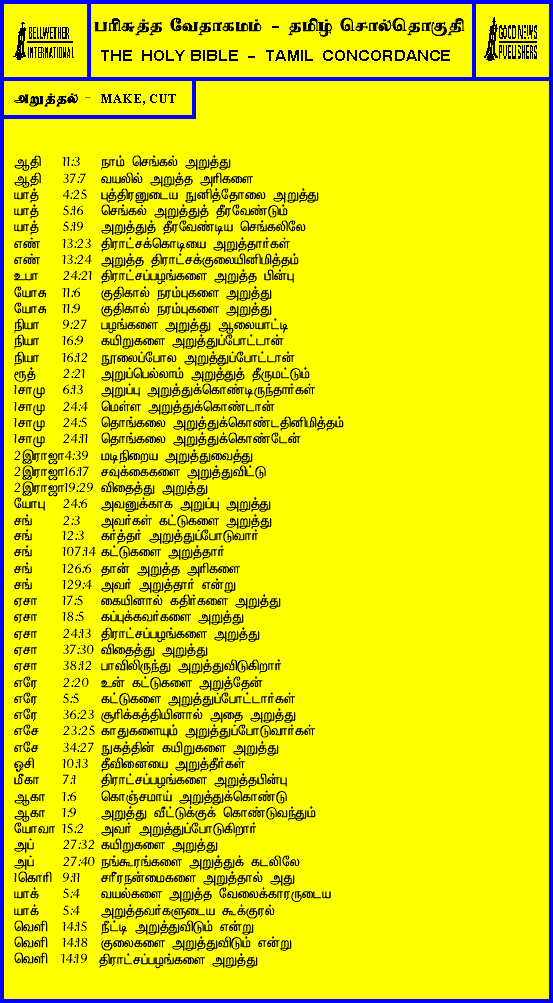 BELLWETHER
INTERNATIONAL
பரிசுத்த வேதாகமம் - தமிழ் சொல்தொகுதி
THE HOLY BIBLE - TAMIL CONCORDANCE
GOOD NEWS
PUBLISHERS
அறுத்தல் - MAKE, CUT
ஆதி 11:3 நாம் செங்கல் அறுத்து
ஆதி 37:7 வயலில் அறுத்த அரிகளை
யாத் 4:25 புத்திரனுடைய நுனித்தோலை அறுத்து
யாத் 5:16 செங்கல் அறுத்துத் தீரவேண்டும்
யாத் 5:19 அறுத்துத் தீரவேண்டிய செங்கலிலே
எண் 13:23 திராட்சக்கொடியை அறுத்தார்கள்
எண் 13:24 அறுத்த திராட்சக்குலையினிமித்தம்
உபா 24:21 திராட்சப்பழங்களை அறுத்த பின்பு
யோசு 11:6 குதிகால் நரம்புகளை அறுத்து
யோசு 11:9 குதிகால் நரம்புகளை அறுத்து
நியா 9:27 பழங்களை அறுத்து ஆலையாட்டி
நியா 16:9 கயிறுகளை அறுத்துப்போட்டான்
நியா 16:12 நூலைப்போல அறுத்துப்போட்டான்
ரூத் 2:21 அறுப்பெல்லாம் அறுத்துத் தீருமட்டும்
1சாமு 6:13 அறுப்பு அறுத்துக்கொண்டிருந்தார்கள்
1சாமு 24:4 மெள்ள அறுத்துக்கொண்டான்
1சாமு 24:5 தொங்கலை அறுத்துக்கொண்டதினிமித்தம்
1சாமு 24:11 தொங்கலை அறுத்துக்கொண்டேன்
2இராஜா4:39 மடிநிறைய அறுத்துவைத்து
2இராஜா16:17 சவுக்கைகளை அறுத்துவிட்டு
2இராஜா19:29 விதைத்து அறுத்து
யோபு 24:6 அவனுக்காக அறுப்பு அறுத்து
சங் 2:3 அவர்கள் கட்டுகளை அறுத்து
சங் 12:3 கர்த்தர் அறுத்துப்போடுவார்
சங் 107:14 கட்டுகளை அறுத்தார்
சங் 126:6 தான் அறுத்த அரிகளை
சங் 129:4 அவர் அறுத்தார் என்று
ஏசா 17:5 கையினால் கதிர்களை அறுத்து
ஏசா 18:5 கப்புக்கவர்களை அறுத்து
ஏசா 24:13 திராட்சப்பழங்களை அறுத்து
ஏசா 37:30 விதைத்து அறுத்து
ஏசா 38:12 பாவிலிருந்து அறுத்துவிடுகிறார்
எரே 2:20 உன் கட்டுகளை அறுத்தேன்
எரே 5:5 கட்டுகளை அறுத்துப்போட்டார்கள்
எரே 36:23 சூரிக்கத்தியினால் அதை அறுத்து
எசே 23:25 காதுகளையும் அறுத்துப்போடுவார்கள்
எசே 34:27 நுகத்தின் கயிறுகளை அறுத்து
ஒசி 10:13 தீவினையை அறுத்தீர்கள்
மீகா 7:1 திராட்சப்பழங்களை அறுத்தபின்பு
ஆகா 1:6 கொஞ்சமாய் அறுத்துக்கொண்டு
ஆகா 1:9 அறுத்து வீட்டுக்குக் கொண்டுவந்தும்
யோவா 15:2 அவர் அறுத்துப்போடுகிறார்
அப் 27:32 கயிறுகளை அறுத்து
அப் 27:40 நங்கூரங்களை அறுத்துக் கடலிலே
1கொரி 9:11 சரீரநன்மைகளை அறுத்தால் அது
யாக் 5:4 வயல்களை அறுத்த வேலைக்காரருடைய
யாக் 5:4 அறுத்தவர்களுடைய கூக்குரல்
வெளி 14:15 நீட்டி அறுத்துவிடும் என்று
வெளி 14:18 குலைகளை அறுத்துவிடும் என்று
வெளி 14:19 திராட்சப்பழங்களை அறுத்து